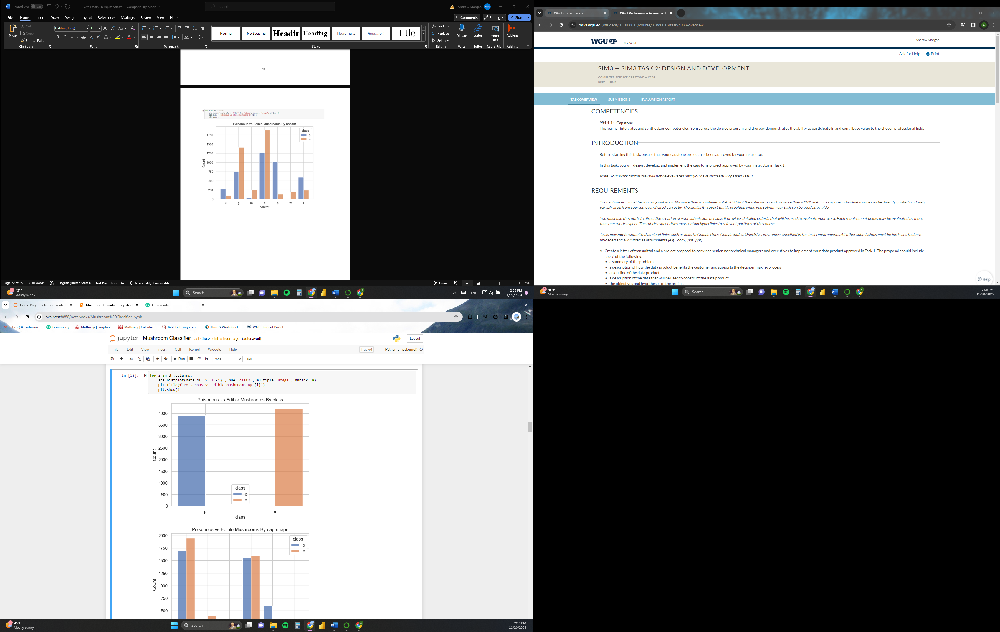 AutoSave Off C964 task 2 template.docx - Compatibility Mode Search Andrew Morgan AM
File Home Insert Draw Design Layout References Mailings Review View Help Comments Editing Share
Paste Cut Copy Format Painter Calibri (Body) 11 Aa Normal No Spacing Headin Heading Heading 3 Heading 4 Title Find Replace Select Dictate Editor Reuse Files Add-ins
Clipboard Font Paragraph Styles Editing Voice Editor Reuse Files Add-ins
21
for i in df.columns:
sns.histplot(data=df, x= f"{i}", hue='class', multiple="dodge", shrink=.8)
plt.title(f'Poisonous vs Edible Mushrooms By {i}')
plt.show()
Poisonous vs Edible Mushrooms By habitat
class
p
e
1750
1500
1250
1000
750
500
250
0
Count
u g m d p w l
habitat
Page 22 of 25 3030 words English (United States) Text Predictions: On Accessibility: Unavailable Focus 75%
45°F
Mostly sunny
Search
ENG
2:06 PM
11/20/2023
WGU Student Portal WGU Performance Assessment
tasks.wgu.edu/student/011068619/course/31880018/task/4083/overview
WGU MY WGU Andrew Morgan
Ask for Help Print
SIM3 — SIM3 TASK 2: DESIGN AND DEVELOPMENT
COMPUTER SCIENCE CAPSTONE — C964
PRFA — SIM3
TASK OVERVIEW SUBMISSIONS EVALUATION REPORT
COMPETENCIES
981.1.1 : Capstone
The learner integrates and synthesizes competencies from across the degree program and thereby demonstrates the ability to participate in and contribute value to the chosen professional field.
INTRODUCTION
Before starting this task, ensure that your capstone project has been approved by your instructor.
In this task, you will design, develop, and implement the capstone project approved by your instructor in Task 1.
Note: Your work for this task will not be evaluated until you have successfully passed Task 1.
REQUIREMENTS
Your submission must be your original work. No more than a combined total of 30% of the submission and no more than a 10% match to any one individual source can be directly quoted or closely
paraphrased from sources, even if cited correctly. The similarity report that is provided when you submit your task can be used as a guide.
You must use the rubric to direct the creation of your submission because it provides detailed criteria that will be used to evaluate your work. Each requirement below may be evaluated by more
than one rubric aspect. The rubric aspect titles may contain hyperlinks to relevant portions of the course.
Tasks may not be submitted as cloud links, such as links to Google Docs, Google Slides, OneDrive, etc., unless specified in the task requirements. All other submissions must be file types that are
uploaded and submitted as attachments (e.g., .docx, .pdf, .ppt).
A. Create a letter of transmittal and a project proposal to convince senior, nontechnical managers and executives to implement your data product approved in Task 1. The proposal should include
each of the following:
• a summary of the problem
• a description of how the data product benefits the customer and supports the decision-making process
• an outline of the data product
• a description of the data that will be used to construct the data product
• the objectives and hypotheses of the project
Help
45°F
Mostly sunny
Search
2:06 PM
11/20/2023
Home Page - Select or create a Mushroom Classifier - Jupyter Grammarly
localhost:8888/notebooks/Mushroom%20Classifier.ipynb
Inbox (3) - admsao... Grammarly Mathway | Graphin... Mathway | Calculus... BibleGateway.com:... Quiz & Worksheet... WGU Student Portal
jupyter Mushroom Classifier Last Checkpoint: 5 hours ago (autosaved) Logout
File Edit View Insert Cell Kernel Widgets Help Trusted Python 3 (ipykernel)
Run Code
In [13]: for i in df.columns:
sns.histplot(data=df, x= f"{i}", hue='class', multiple="dodge", shrink=.8)
plt.title(f'Poisonous vs Edible Mushrooms By {i}')
plt.show()
Poisonous vs Edible Mushrooms By class
4000
3500
3000
2500
2000
1500
1000
500
0
Count
class
p
e
p e
class
Poisonous vs Edible Mushrooms By cap-shape
2000
1750
1500
1250
1000
750
500
Count
class
p
e
45°F
Mostly sunny
Search
2:06 PM
11/20/2023